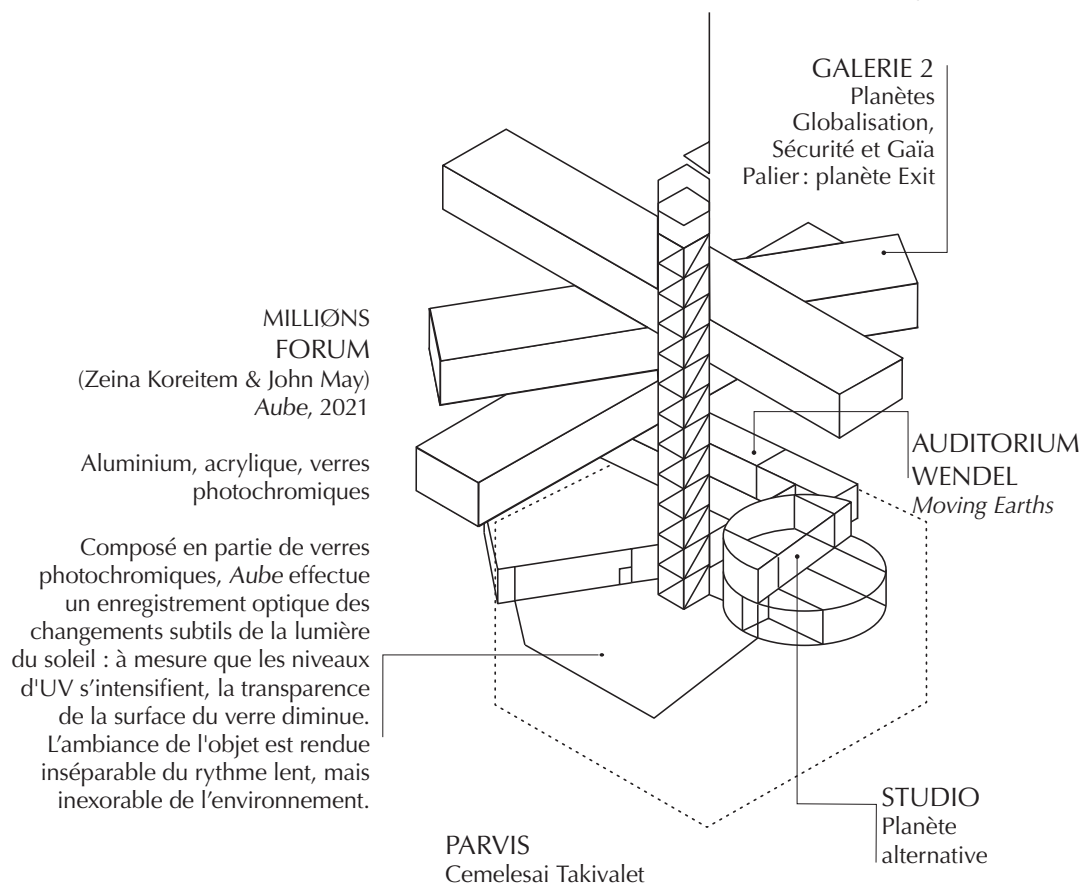 GALERIE 2
Planètes
Globalisation,
Sécurité et Gaïa
Palier : planète Exit
MILLIØNS
FORUM
(Zeina Koreitem & John May)
Aube, 2021
Aluminium, acrylique, verres
photochromiques
Composé en partie de verres
photochromiques, Aube effectue
un enregistrement optique des
changements subtils de la lumière
du soleil : à mesure que les niveaux
d'UV s’intensifient, la transparence
de la surface du verre diminue.
L’ambiance de l'objet est rendue
inséparable du rythme lent, mais
inexorable de l’environnement.
AUDITORIUM
WENDEL
Moving Earths
STUDIO
Planète
alternative
PARVIS
Cemelesai Takivalet